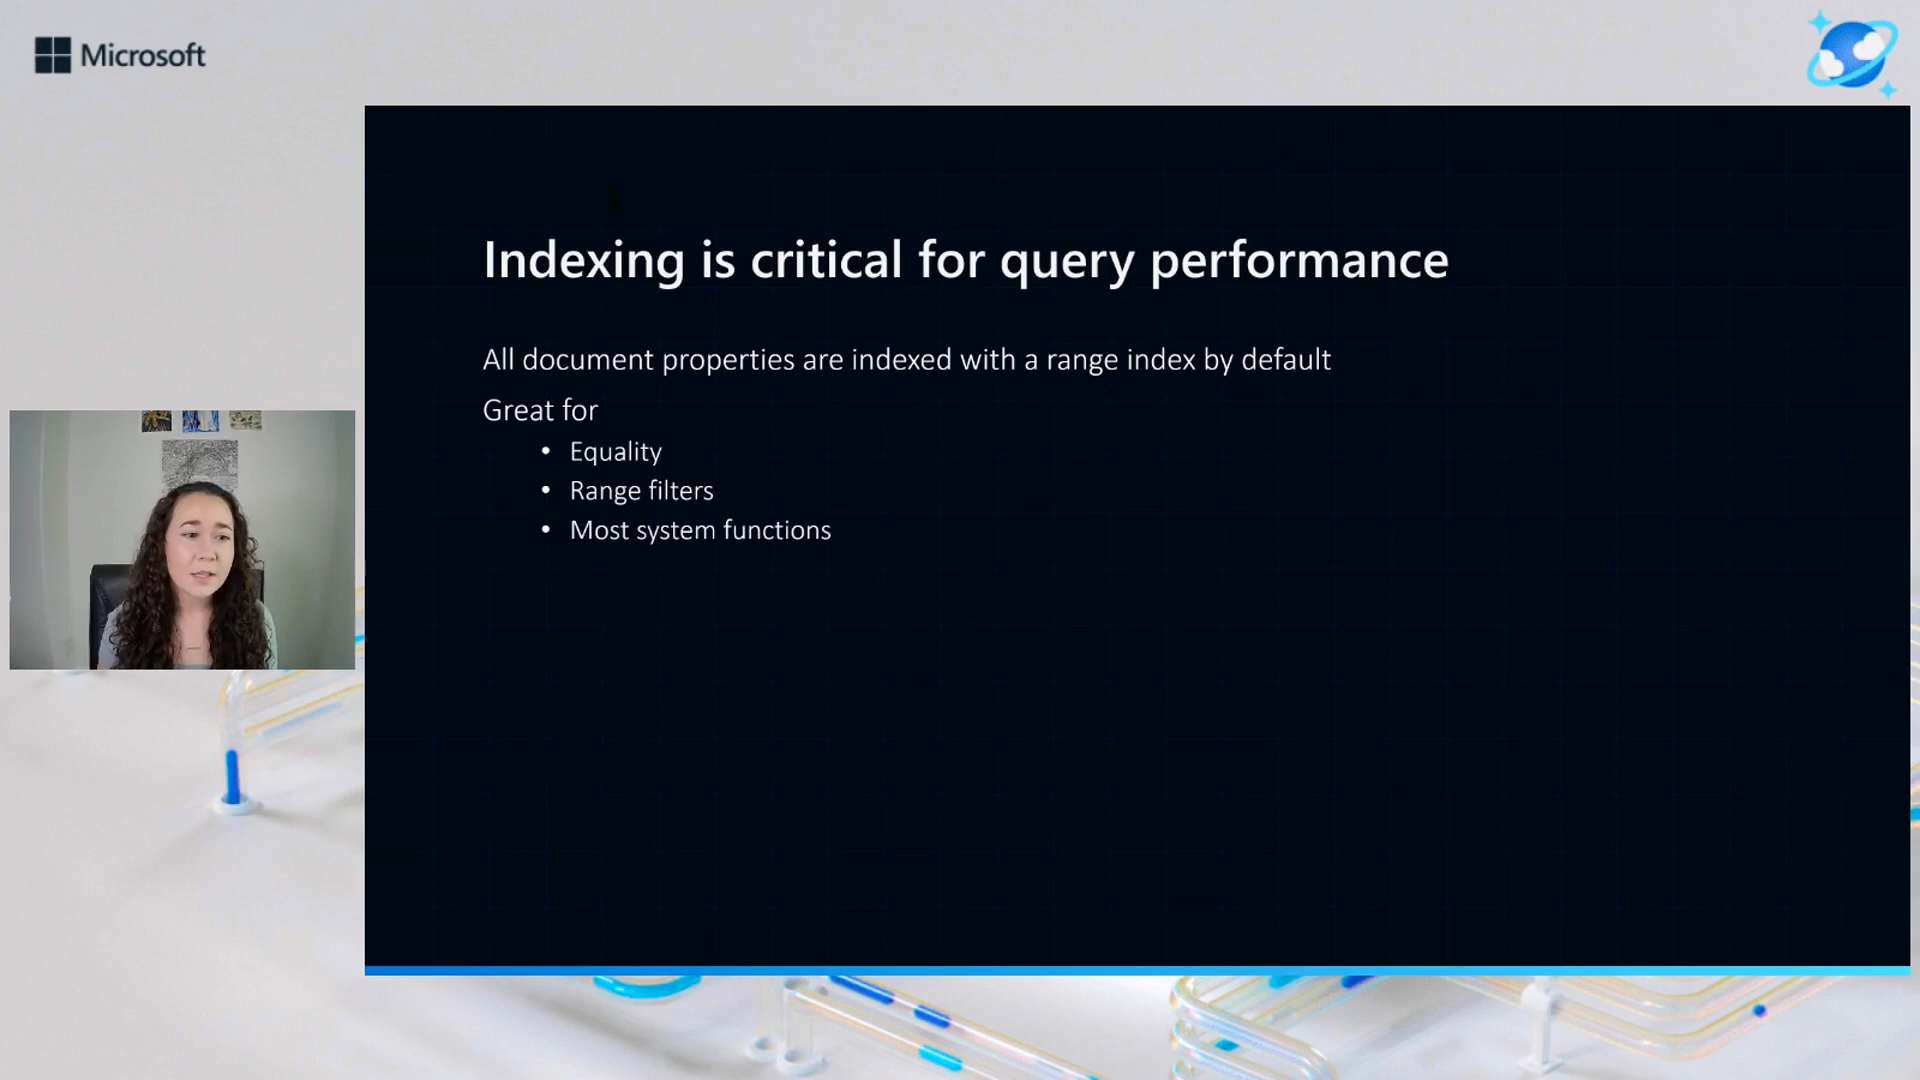 Microsoft
Indexing is critical for query performance
All document properties are indexed with a range index by default
Great for
• Equality
• Range filters
• Most system functions